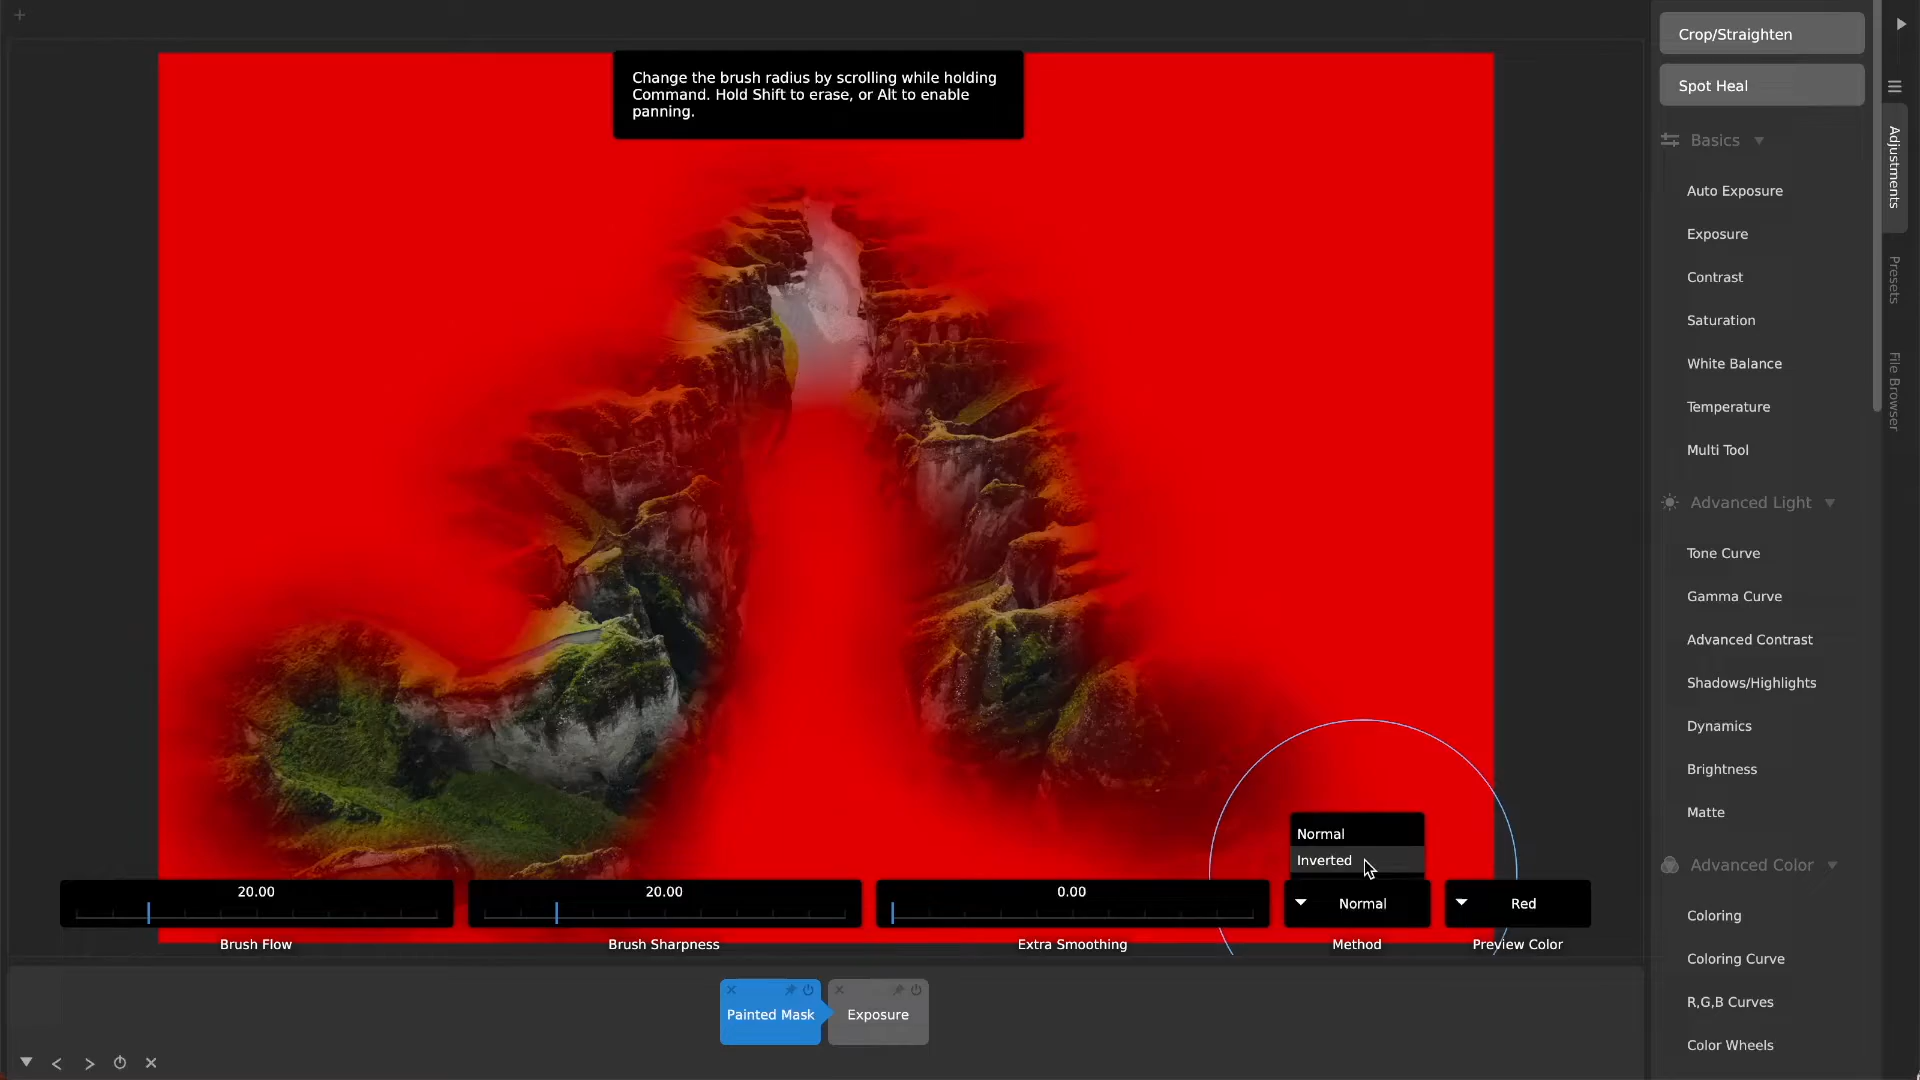 Crop/Straighten
Spot Heal
Basics
Auto Exposure
Exposure
Contrast
Saturation
White Balance
Temperature
Multi Tool
Advanced Light
Tone Curve
Gamma Curve
Advanced Contrast
Shadows/Highlights
Dynamics
Brightness
Matte
Advanced Color
Coloring
Coloring Curve
R,G,B Curves
Color Wheels
Adjustments
Presets
File Browser
Change the brush radius by scrolling while holding
Command. Hold Shift to erase, or Alt to enable
panning.
Normal
Inverted
20.00
20.00
0.00
Normal
Red
Brush Flow
Brush Sharpness
Extra Smoothing
Method
Preview Color
Painted Mask
Exposure